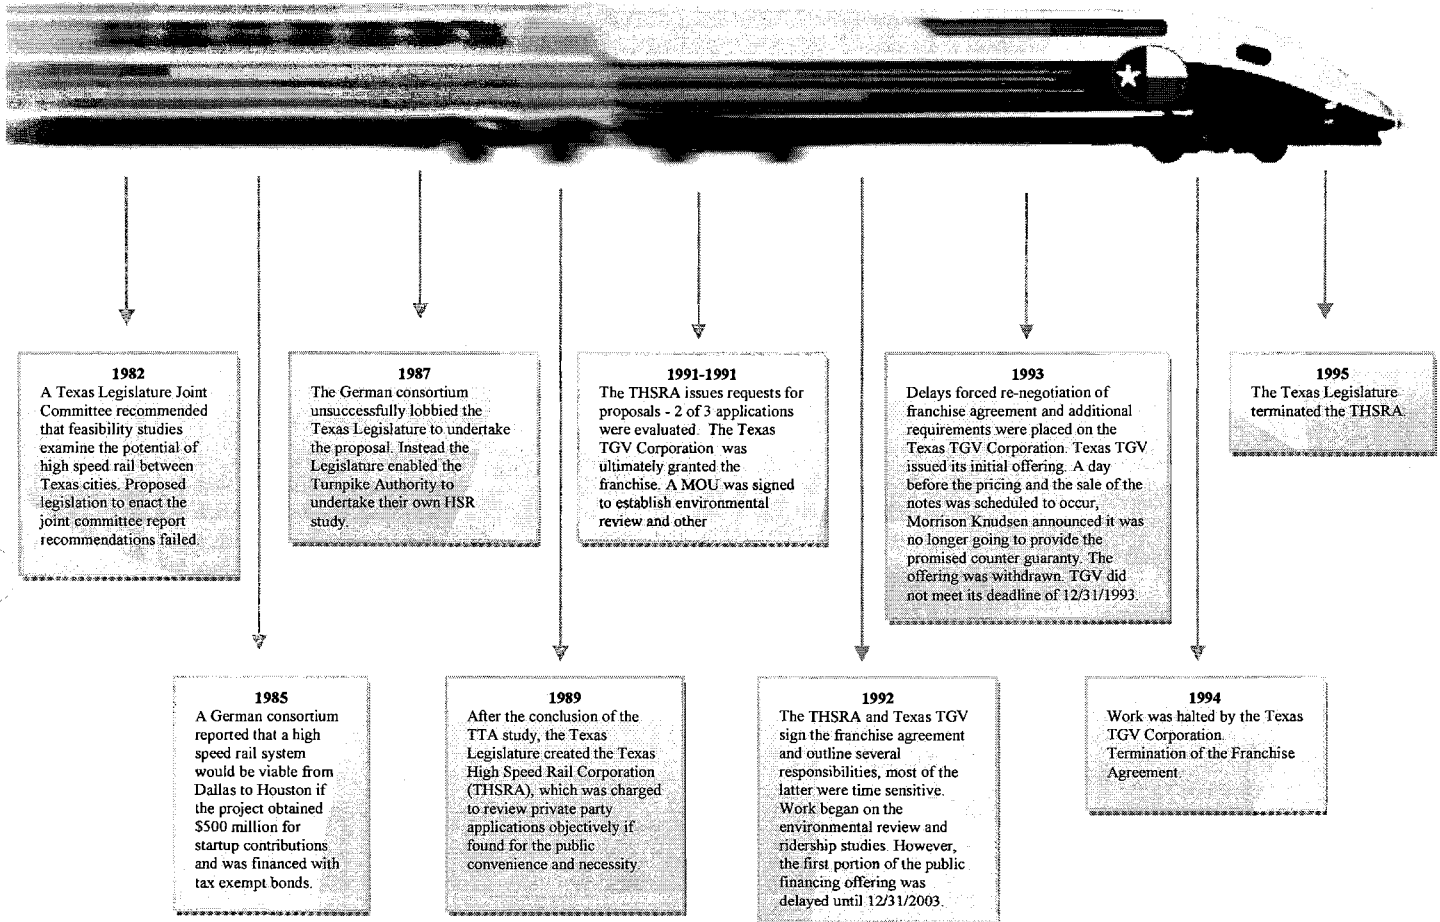 1982
A Texas Legislature Joint
Committee recommended
that feasibility studies
examine the potential of
high speed rail between
Texas cities. Proposed
legislation to enact the
joint committee report
recommendations failed.
1985
A German consortium
reported that a high
speed rail system
would be viable from
Dallas to Houston if
the project obtained
$500 million for
startup contributions
and was financed with
tax exempt bonds.
1987
The German consortium
unsuccessfully lobbied the
Texas Legislature to undertake
the proposal. Instead the
Legislature enabled the
Turnpike Authority to
undertake their own HSR
study.
1989
After the conclusion of the
TTA study, the Texas
Legislature created the Texas
High Speed Rail Corporation
(THSRA), which was charged
to review private party
applications objectively if
found for the public
convenience and necessity.
1991-1991
The THSRA issues requests for
proposals - 2 of 3 applications
were evaluated. The Texas
TGV Corporation was
ultimately granted the
franchise. A MOU was signed
to establish environmental
review and other
1992
The THSRA and Texas TGV
sign the franchise agreement
and outline several
responsibilities, most of the
latter were time sensitive.
Work began on the
environmental review and
ridership studies. However,
the first portion of the public
financing offering was
delayed until 12/31/2003.
1993
Delays forced re-negotiation of
franchise agreement and additional
requirements were placed on the
Texas TGV Corporation. Texas TGV
issued its initial offering. A day
before the pricing and the sale of the
notes was scheduled to occur,
Morrison Knudsen announced it was
no longer going to provide the
promised counter guaranty. The
offering was withdrawn. TGV did
not meet its deadline of 12/31/1993.
1994
Work was halted by the Texas
TGV Corporation.
Termination of the Franchise
Agreement.
1995
The Texas Legislature
terminated the THSRA.